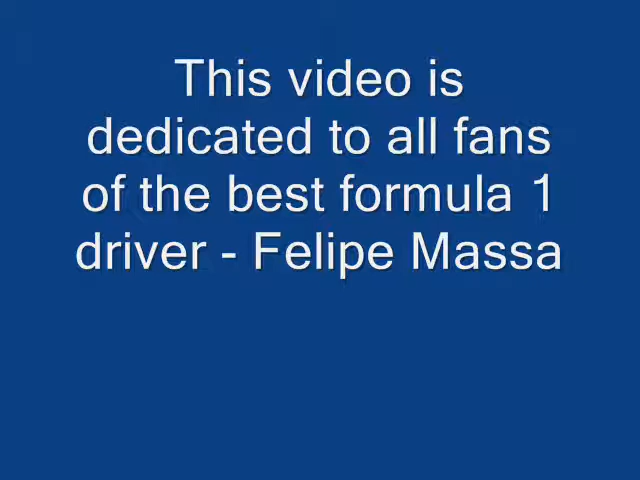 This video is
dedicated to all fans
of the best formula 1
driver - Felipe Massa